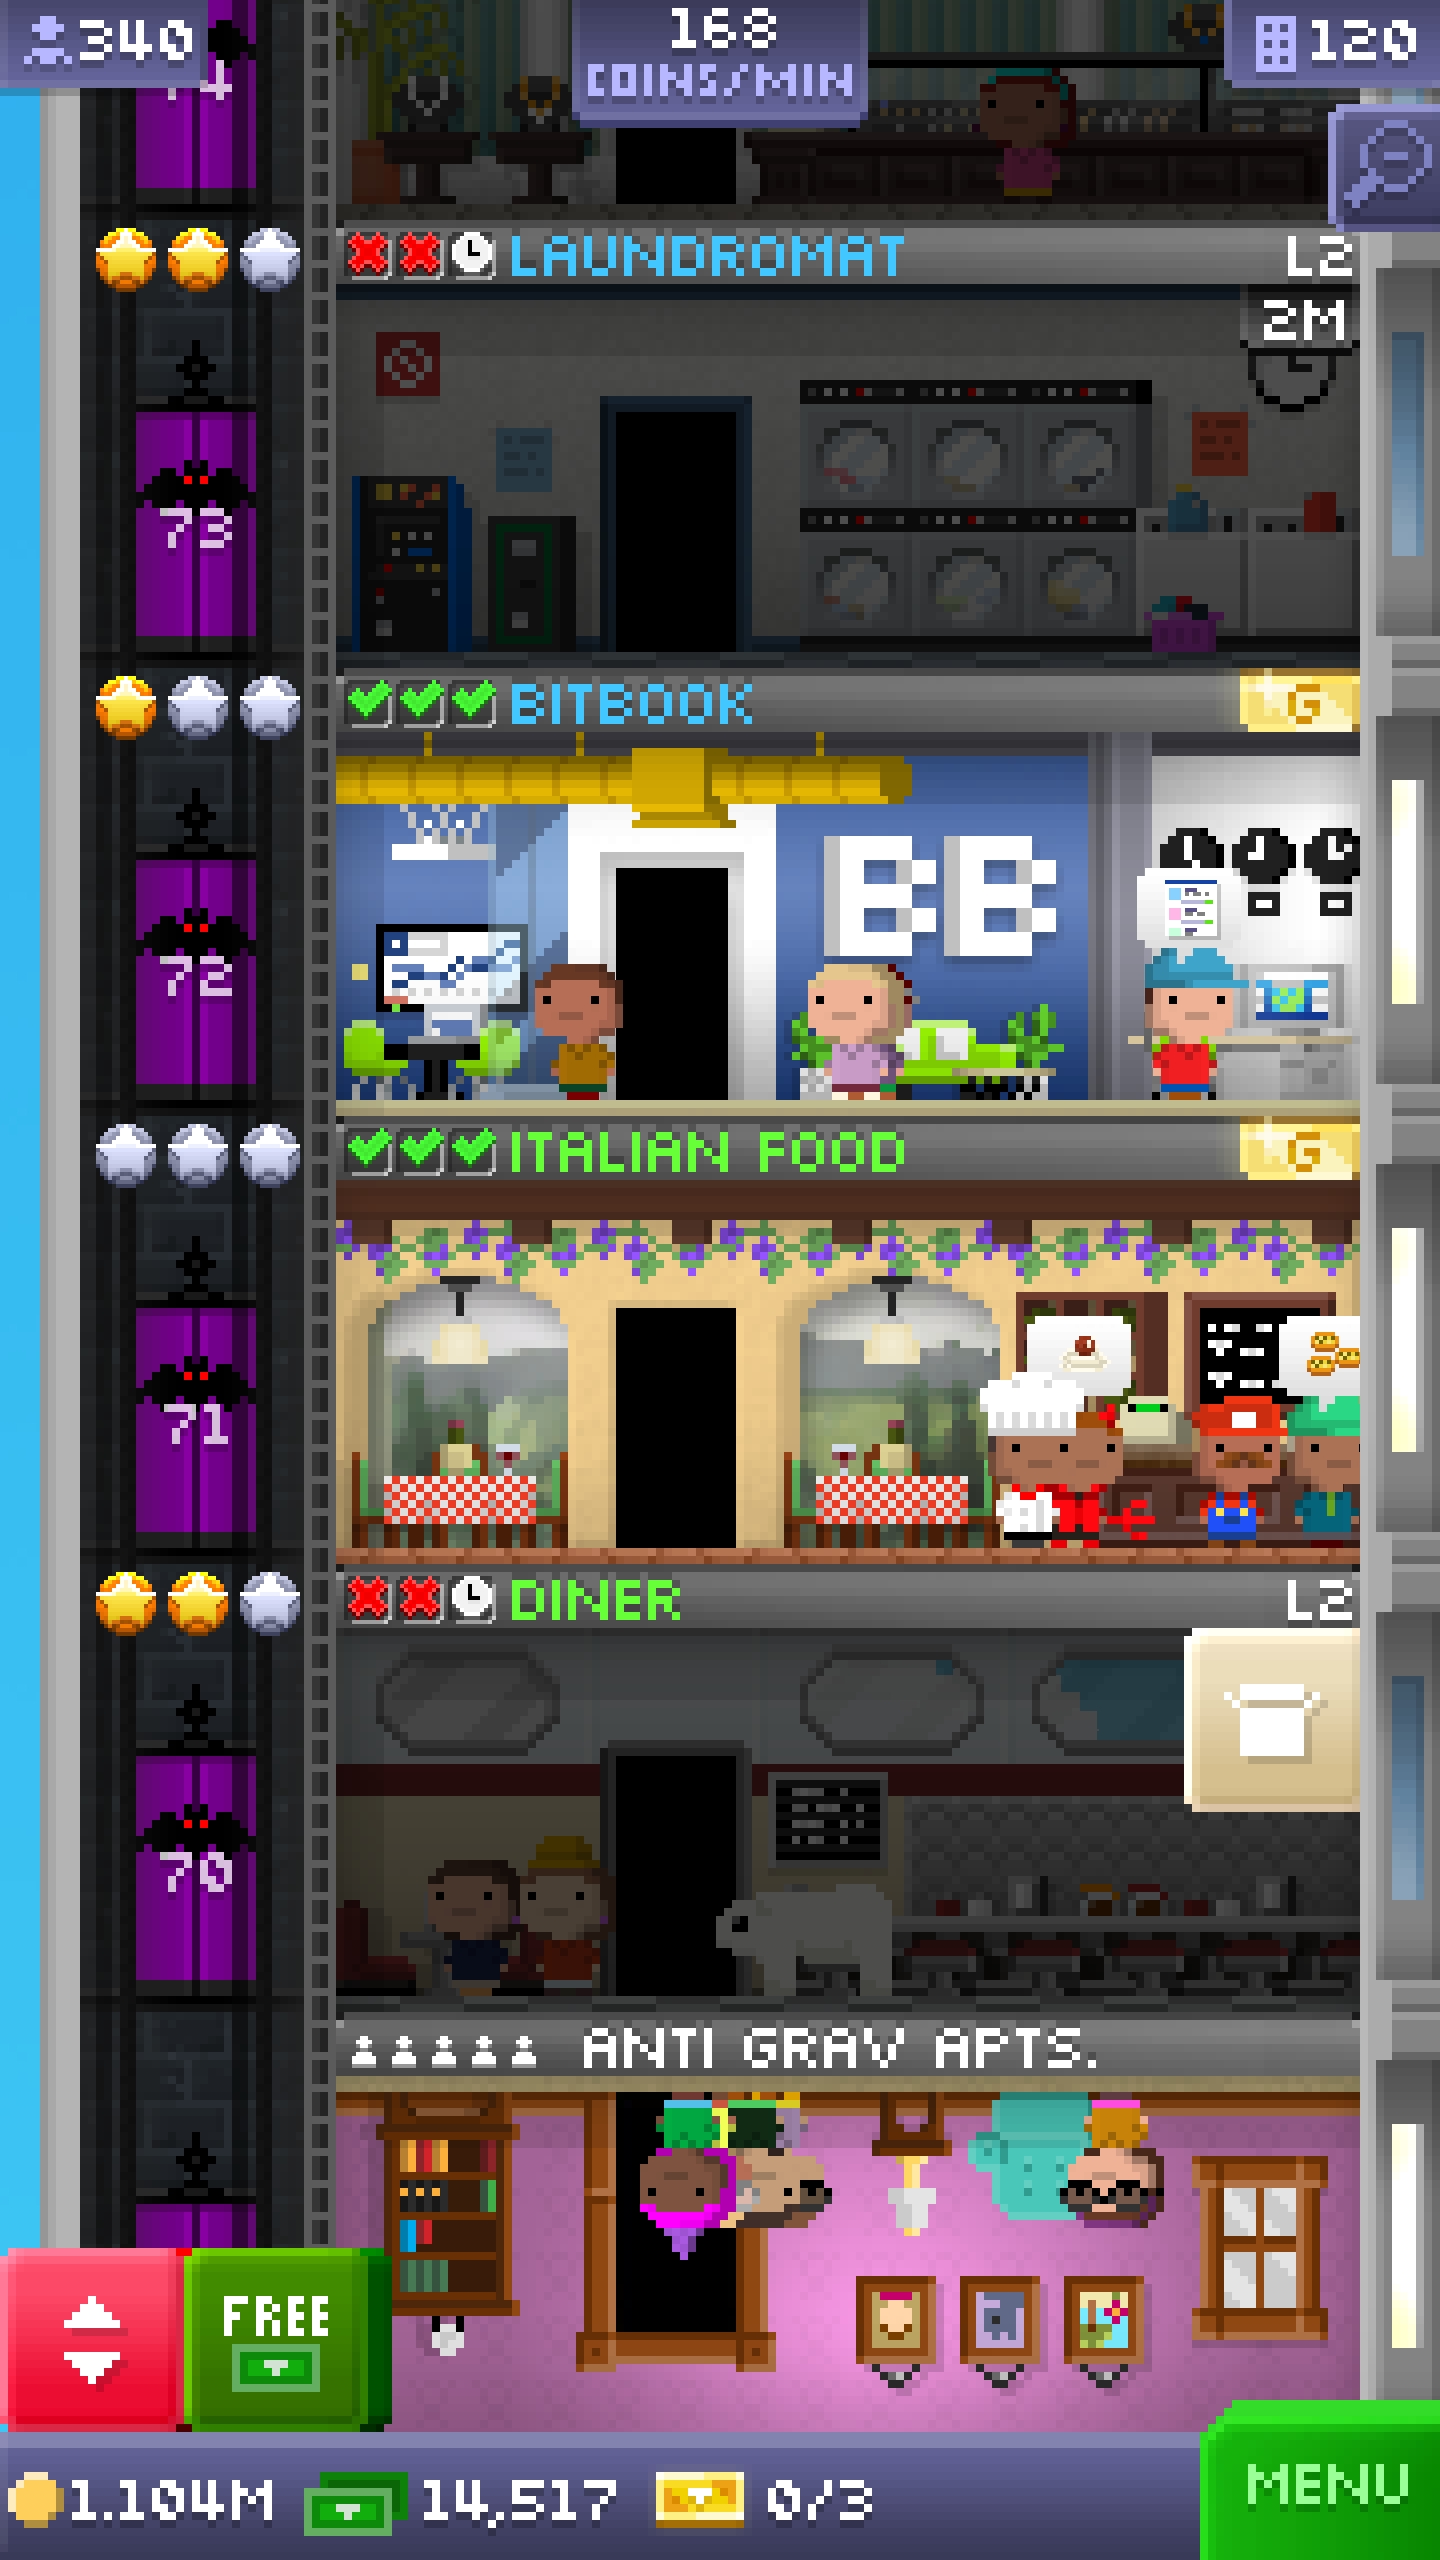 340
168
COINS/MIN
120
LAUNDROMAT L2
2M
73
BITBOOK G
BB
72
ITALIAN FOOD G
71
DINER L2
70
ANTI GRAV APTS.
FREE
1.104M 14,517 0/3
MENU